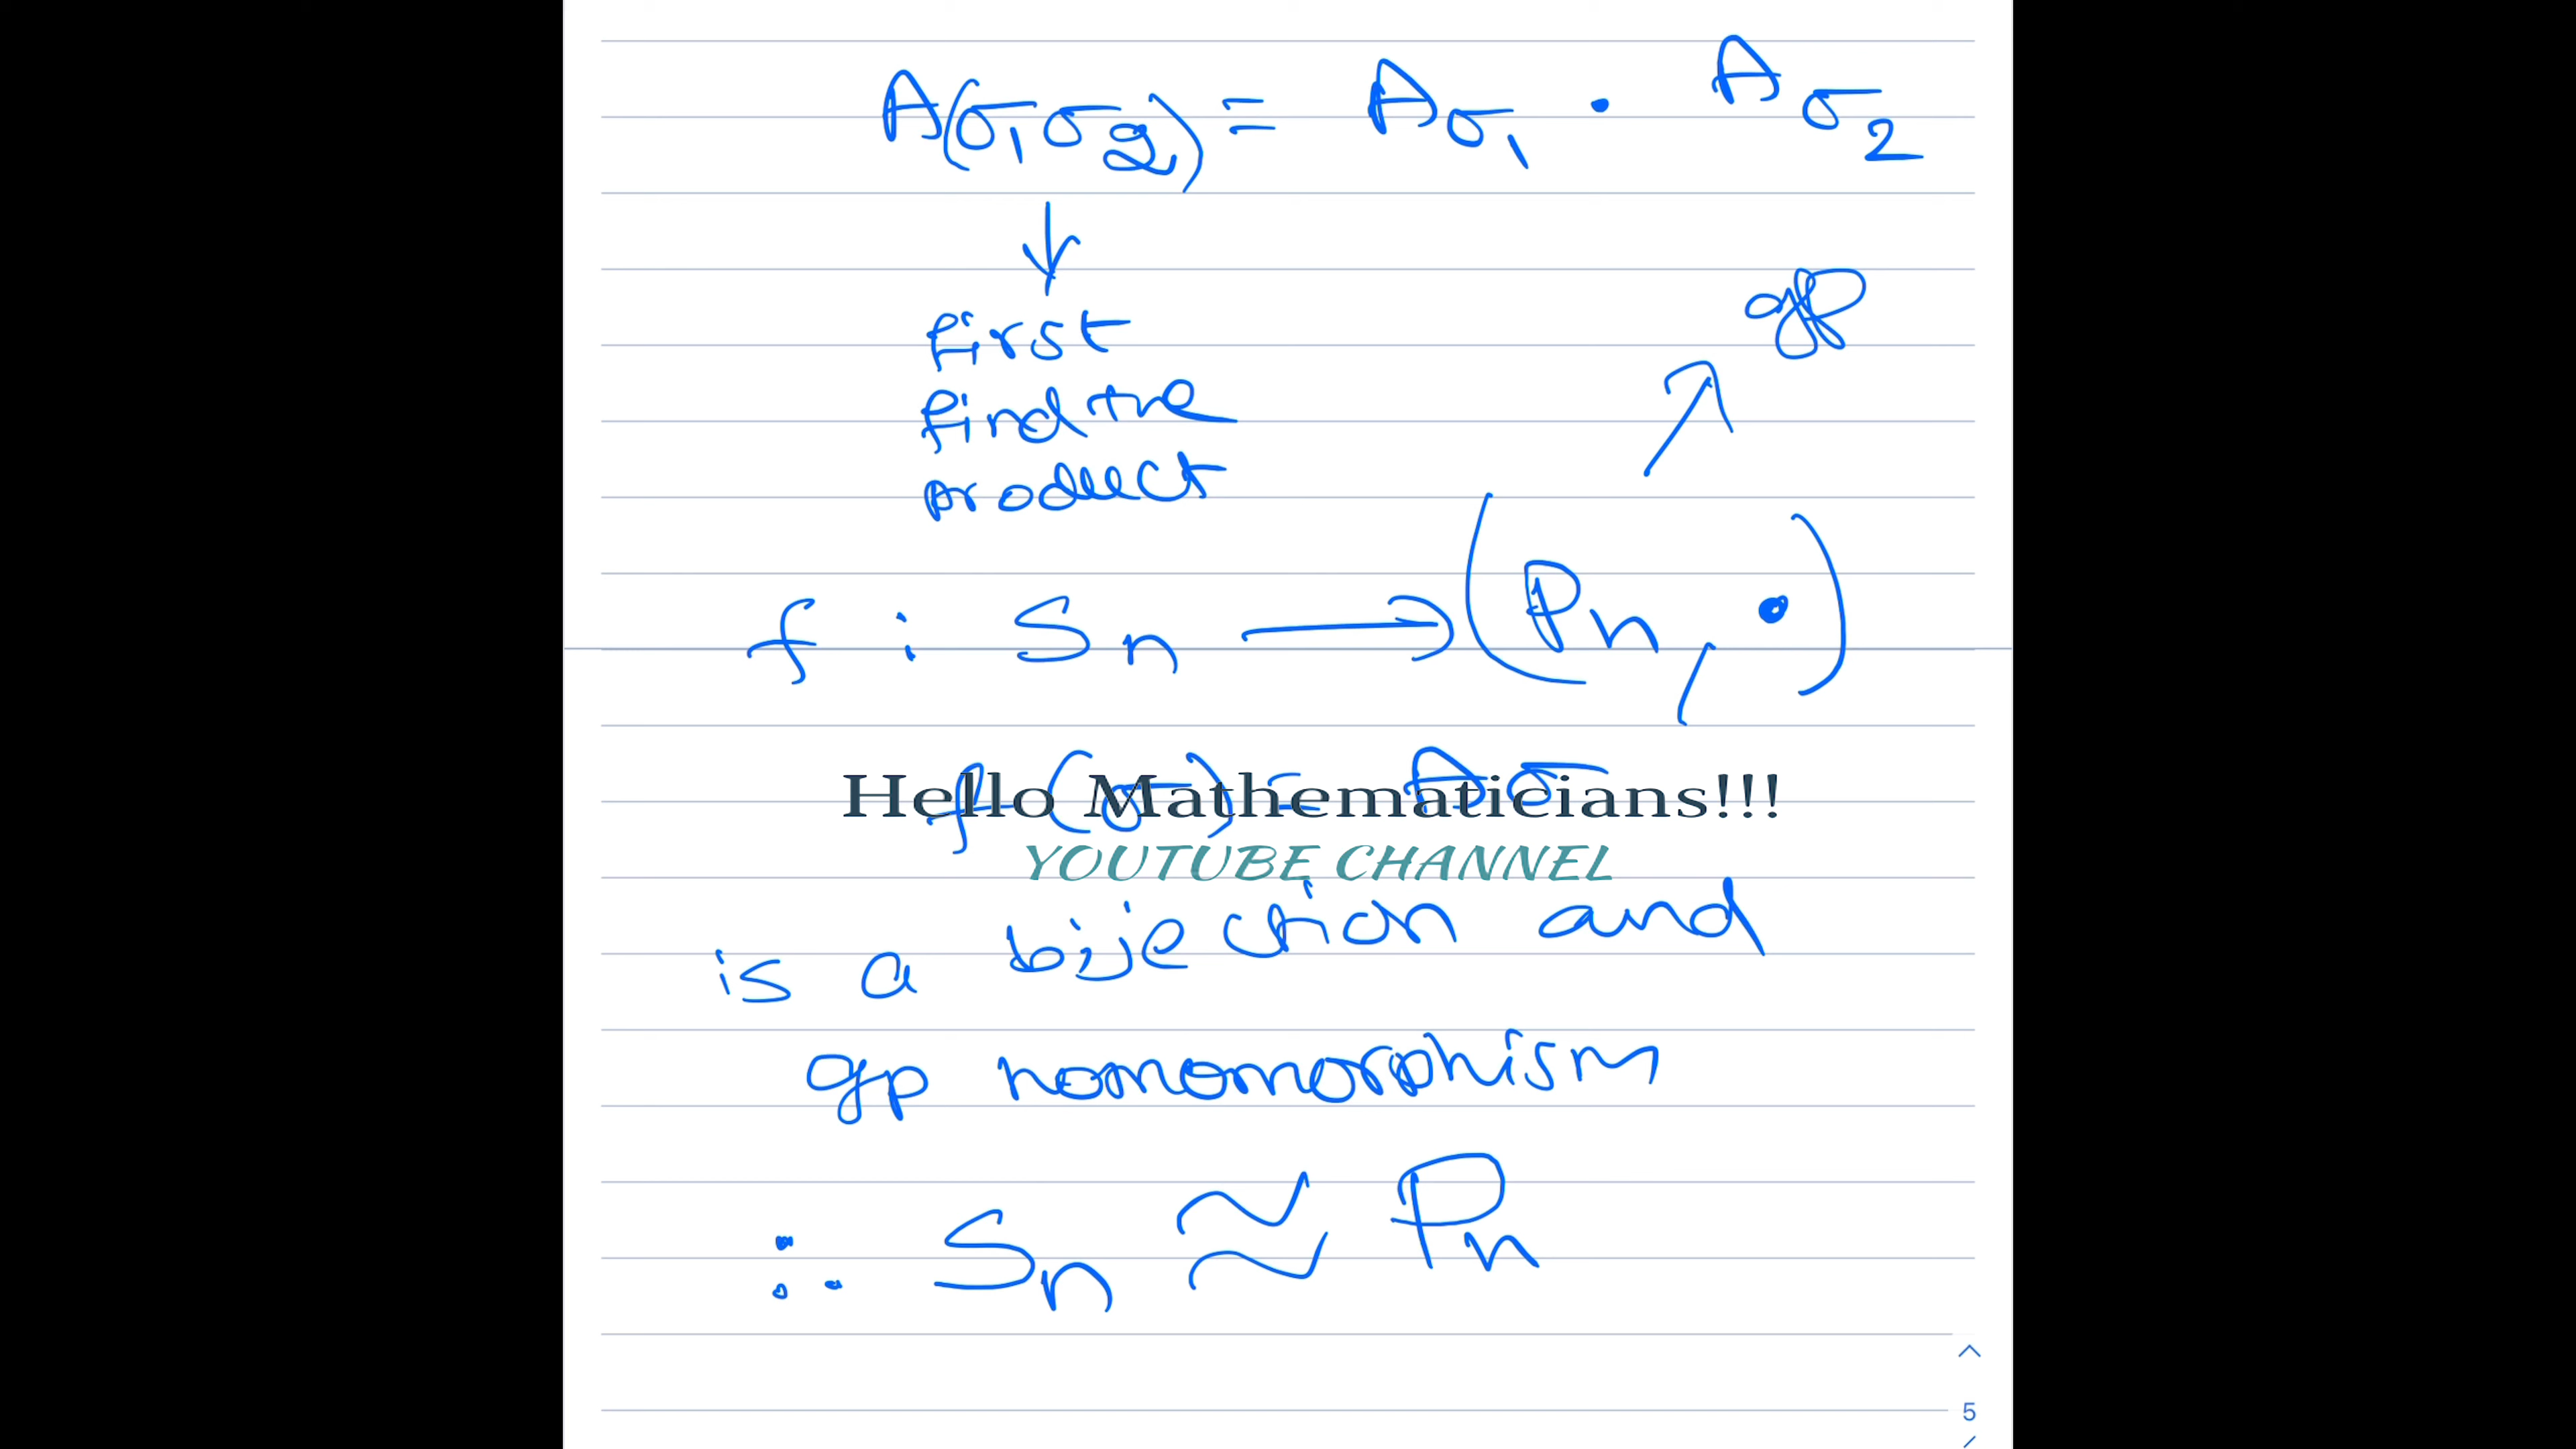 A(σ1σ2) = Aσ1 · Aσ2
↓
first
find the
product
gp
↗
f : Sn → (Pn, ·)
f(σ) = Aσ
Hello Mathematicians!!!
YOUTUBE CHANNEL
is a bijection and
gp homomorphism
∴ Sn ≈ Pn
5